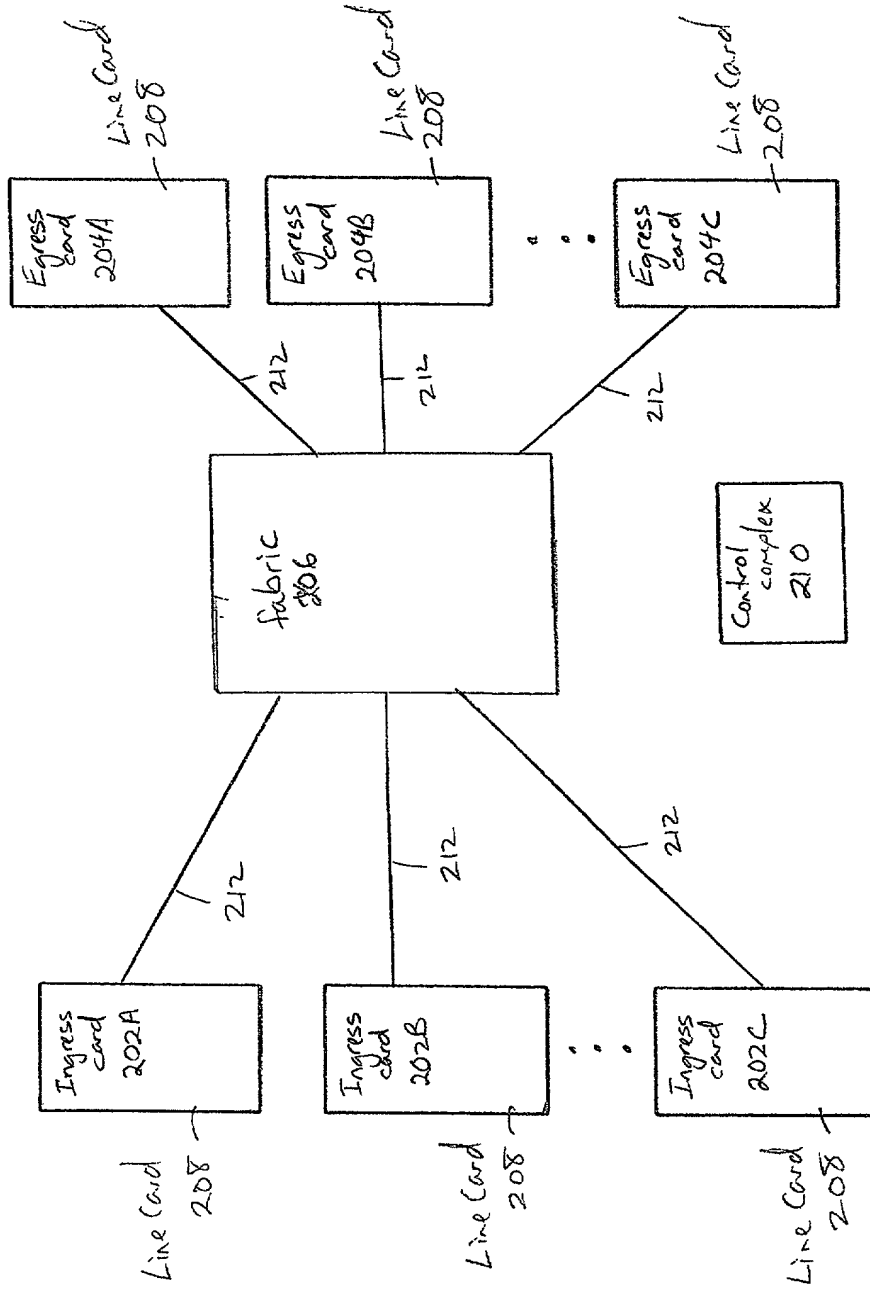 Line Card
208
Ingress
card
202A
212
Line Card
208
Ingress
card
202B
212
Line Card
208
Ingress
card
202C
212
fabric
206
Control
complex
210
212
Egress
card
204A
Line Card
208
212
Egress
card
204B
Line Card
208
212
Egress
card
204C
Line Card
208